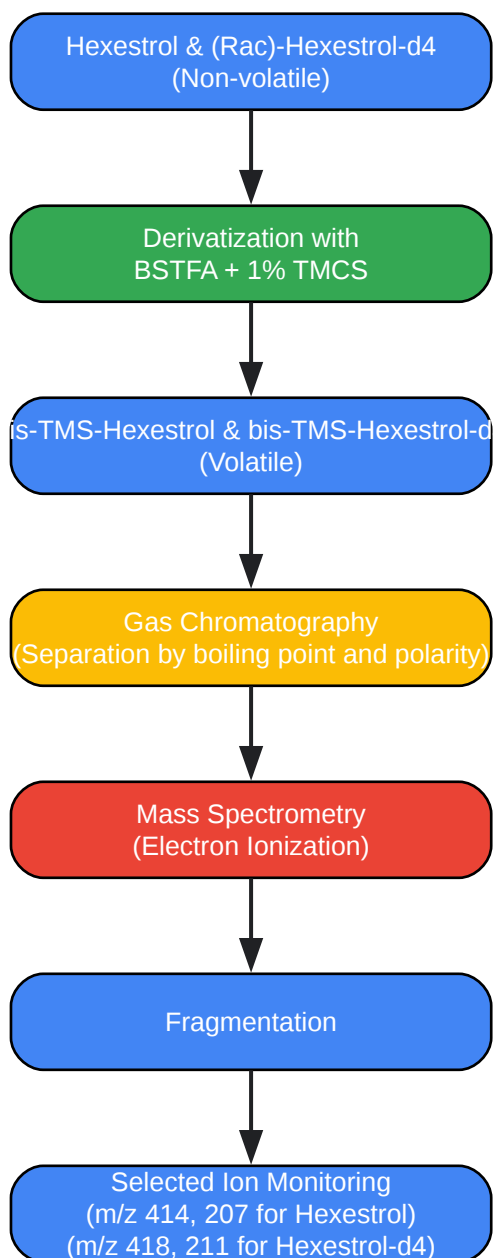 Hexestrol & (Rac)-Hexestrol-d4
(Non-volatile)
Derivatization with
BSTFA + 1% TMCS
is-TMS-Hexestrol & bis-TMS-Hexestrol-d
(Volatile)
Gas Chromatography
(Separation by boiling point and polarity)
Mass Spectrometry
(Electron Ionization)
Fragmentation
Selected Ion Monitoring
(m/z 414, 207 for Hexestrol)
(m/z 418, 211 for Hexestrol-d4)